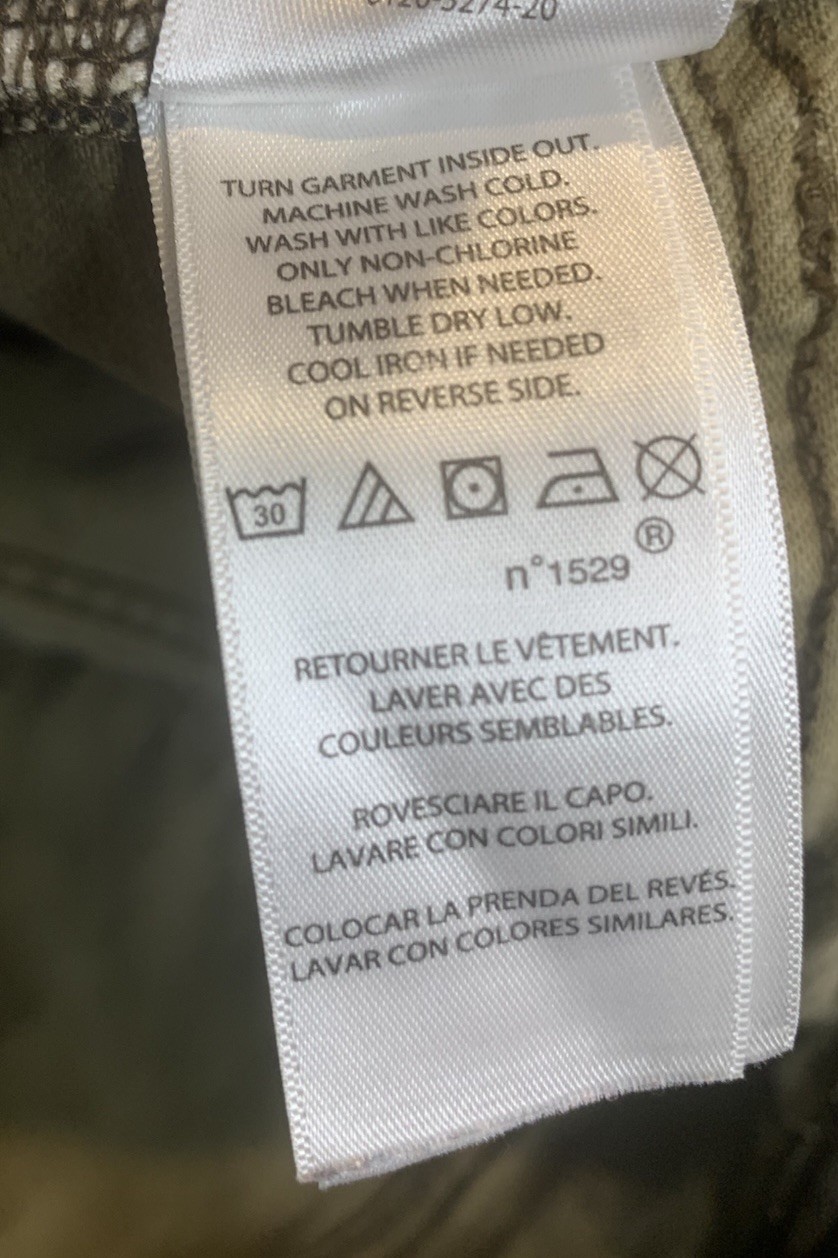 TURN GARMENT INSIDE OUT.
MACHINE WASH COLD.
WASH WITH LIKE COLORS.
ONLY NON-CHLORINE
BLEACH WHEN NEEDED.
TUMBLE DRY LOW.
COOL IRON IF NEEDED
ON REVERSE SIDE.
30
®
n°1529
RETOURNER LE VÊTEMENT.
LAVER AVEC DES
COULEURS SEMBLABLES.
ROVESCIARE IL CAPO.
LAVARE CON COLORI SIMILI.
COLOCAR LA PRENDA DEL REVÉS.
LAVAR CON COLORES SIMILARES.